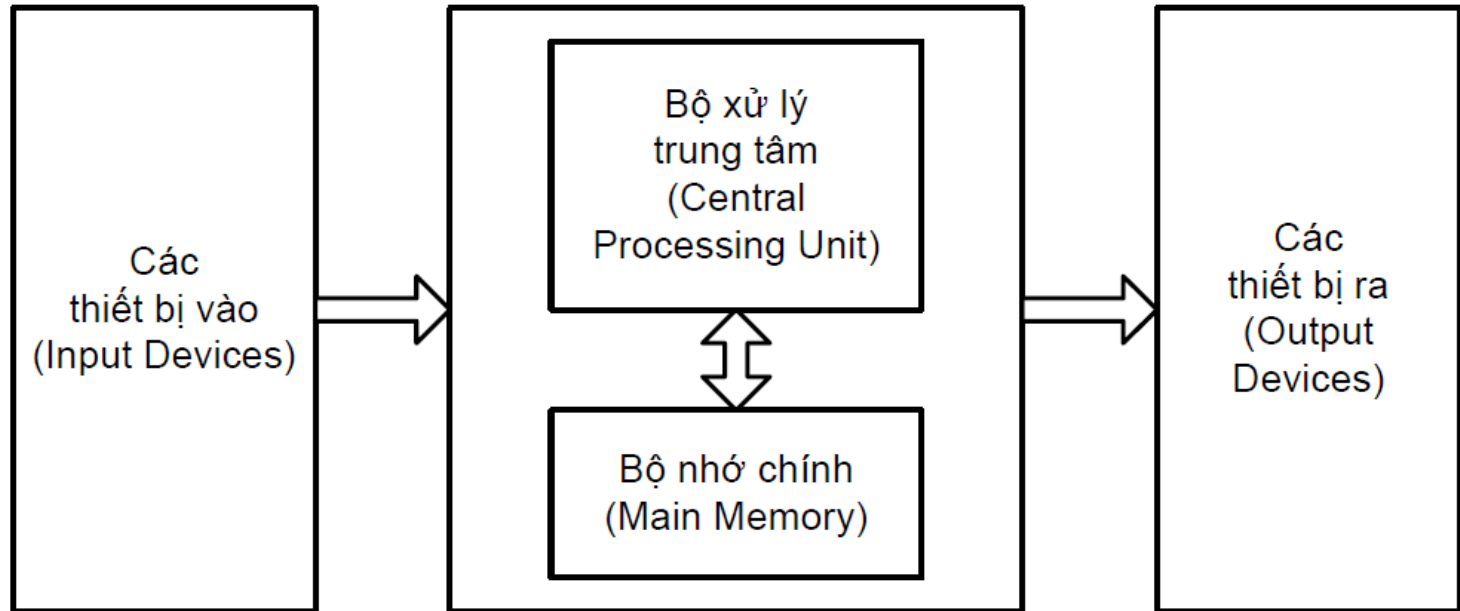 Các
thiết bị vào
(Input Devices)
Bộ xử lý
trung tâm
(Central
Processing Unit)
Bộ nhớ chính
(Main Memory)
Các
thiết bị ra
(Output
Devices)